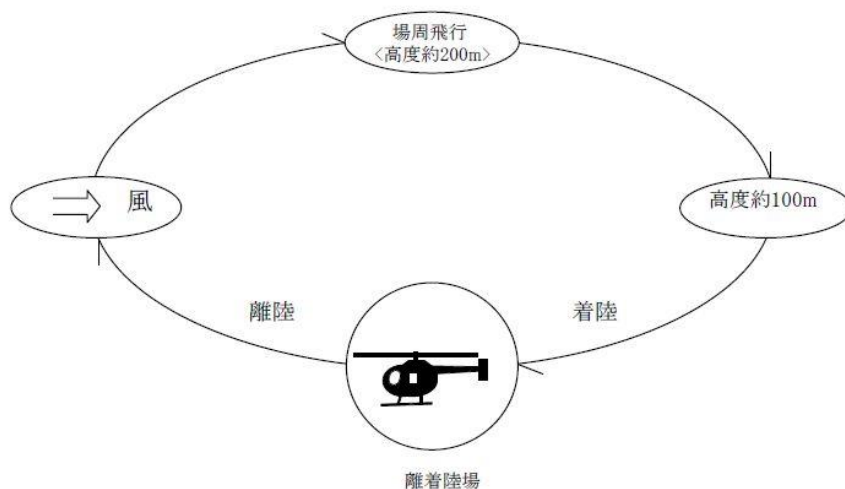 場周飛行
<高度約200m>
風
高度約100m
離陸
着陸
離着陸場